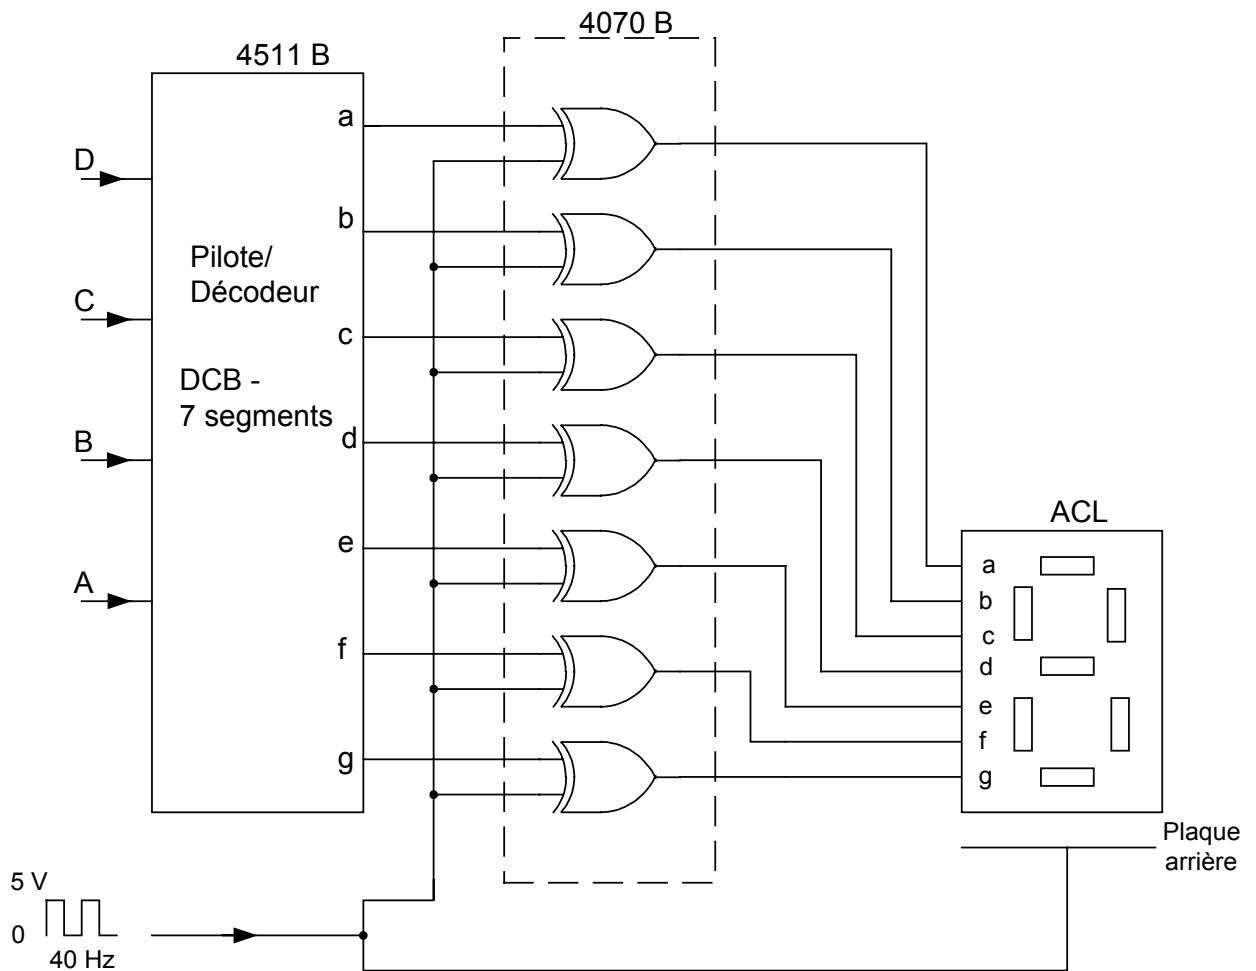 4070 B
4511 B
a
D
b
Pilote/
Décodeur
C
c
DCB -
7 segments
B
d
e
A
f
g
ACL
a
b
c
d
e
f
g
Plaque
arrière
5 V
0
40 Hz